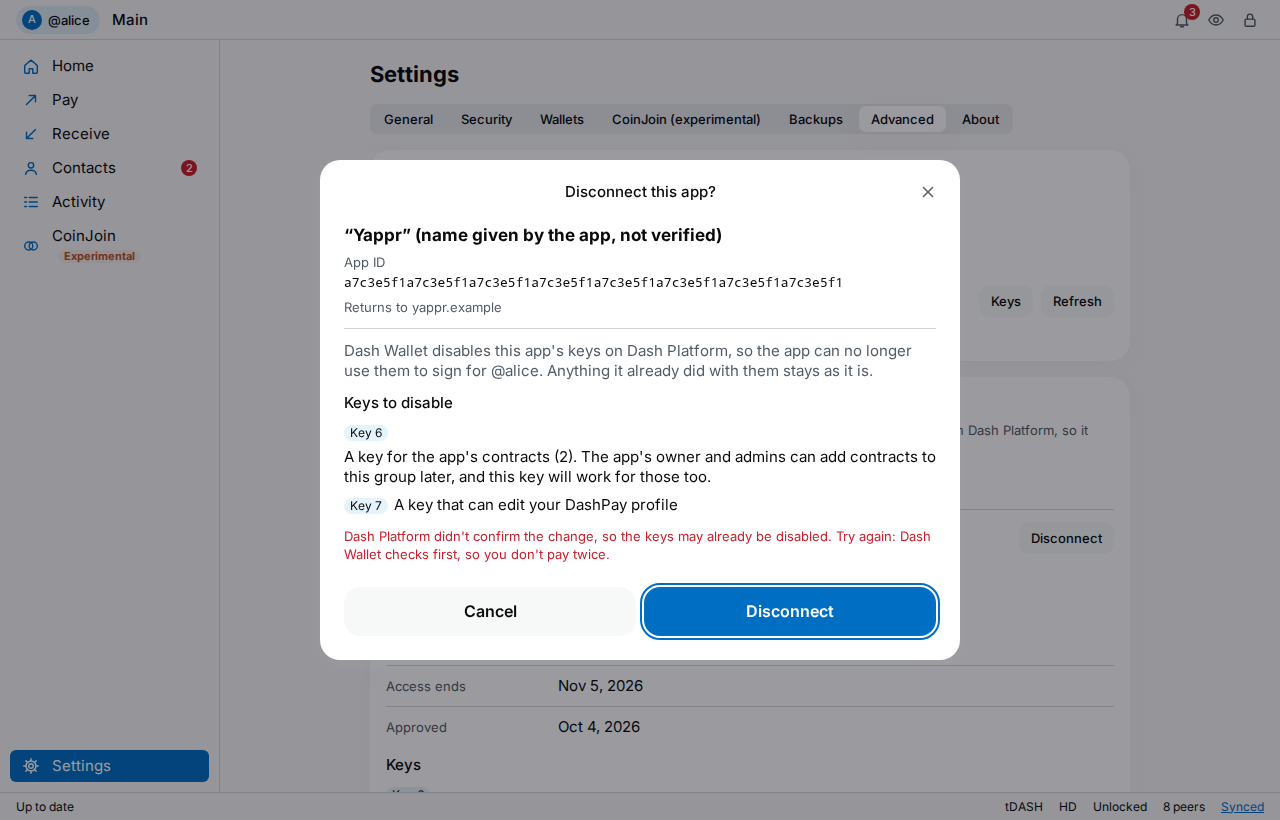 A @alice Main 3
Home
Pay
Receive
Contacts 2
Activity
CoinJoin
Experimental
Settings
Settings
General Security Wallets CoinJoin (experimental) Backups Advanced About
Keys Refresh
n Dash Platform, so it
Disconnect
Disconnect this app?
“Yappr” (name given by the app, not verified)
App ID
a7c3e5f1a7c3e5f1a7c3e5f1a7c3e5f1a7c3e5f1a7c3e5f1a7c3e5f1a7c3e5f1
Returns to yappr.example
Dash Wallet disables this app's keys on Dash Platform, so the app can no longer
use them to sign for @alice. Anything it already did with them stays as it is.
Keys to disable
Key 6
A key for the app's contracts (2). The app's owner and admins can add contracts to
this group later, and this key will work for those too.
Key 7 A key that can edit your DashPay profile
Dash Platform didn't confirm the change, so the keys may already be disabled. Try again: Dash
Wallet checks first, so you don't pay twice.
Cancel Disconnect
Access ends Nov 5, 2026
Approved Oct 4, 2026
Keys
Up to date tDASH HD Unlocked 8 peers Synced